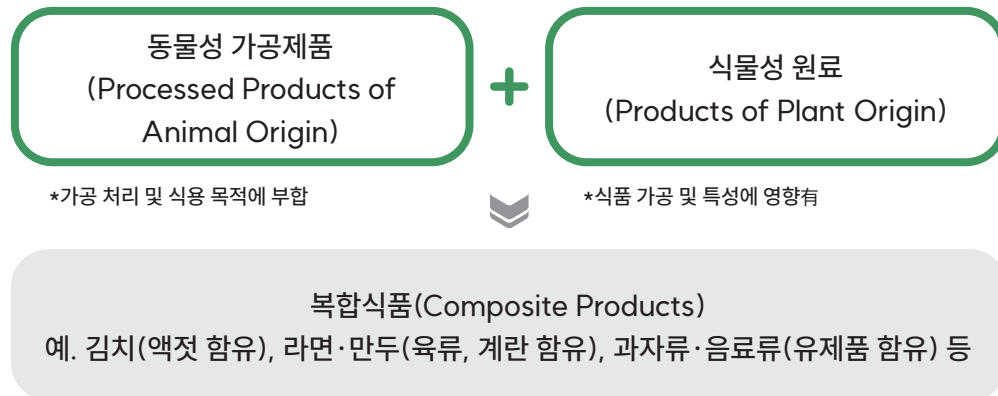 동물성 가공제품
(Processed Products of
Animal Origin)
+
식물성 원료
(Products of Plant Origin)
*가공 처리 및 식용 목적에 부합
*식품 가공 및 특성에 영향有
복합식품(Composite Products)
예. 김치(액젓 함유), 라면·만두(육류, 계란 함유), 과자류·음료류(유제품 함유) 등